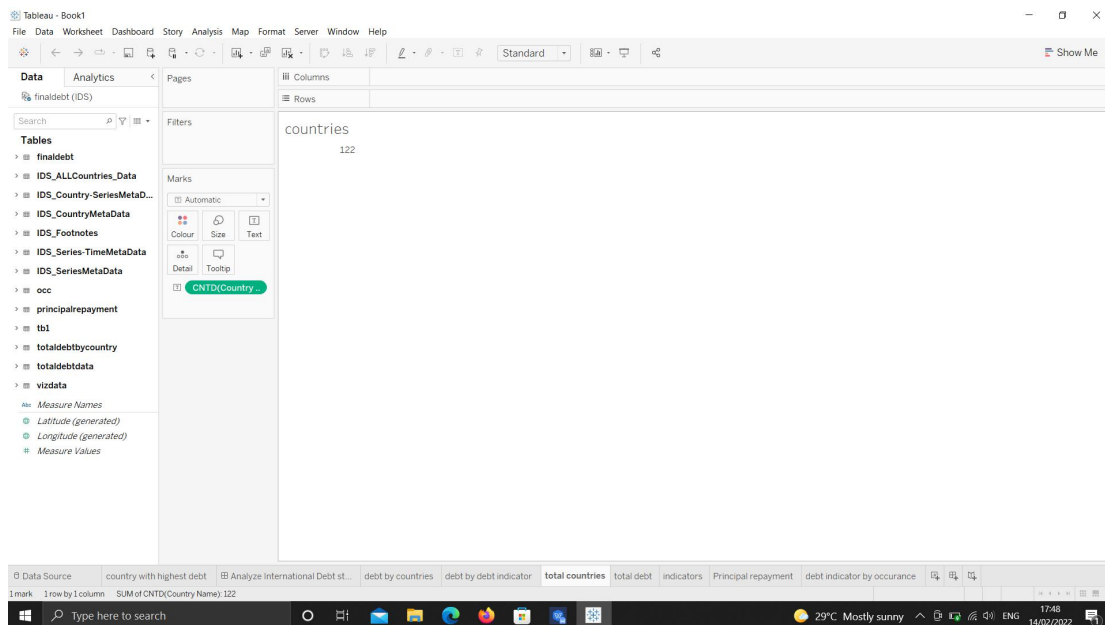 Tableau - Book1
File Data Worksheet Dashboard Story Analysis Map Format Server Window Help
Standard
Show Me
Data Analytics
Pages
Columns
finaldebt (IDS)
Rows
Search
Filters
Tables
countries
122
finaldebt
IDS_ALLCountries_Data
IDS_Country-SeriesMetaD...
IDS_CountryMetaData
IDS_Footnotes
IDS_Series-TimeMetaData
IDS_SeriesMetaData
occ
principalrepayment
tb1
totaldebtbycountry
totaldebtdata
vizdata
Abc Measure Names
Latitude (generated)
Longitude (generated)
# Measure Values
Marks
Automatic
Colour Size Text
Detail Tooltip
CNTD(Country ..
Data Source country with highest debt Analyze International Debt st... debt by countries debt by debt indicator total countries total debt indicators Principal repayment debt indicator by occurance
1 mark 1 row by 1 column SUM of CNTD(Country Name): 122
Type here to search
29°C Mostly sunny
ENG
17:48
14/02/2022